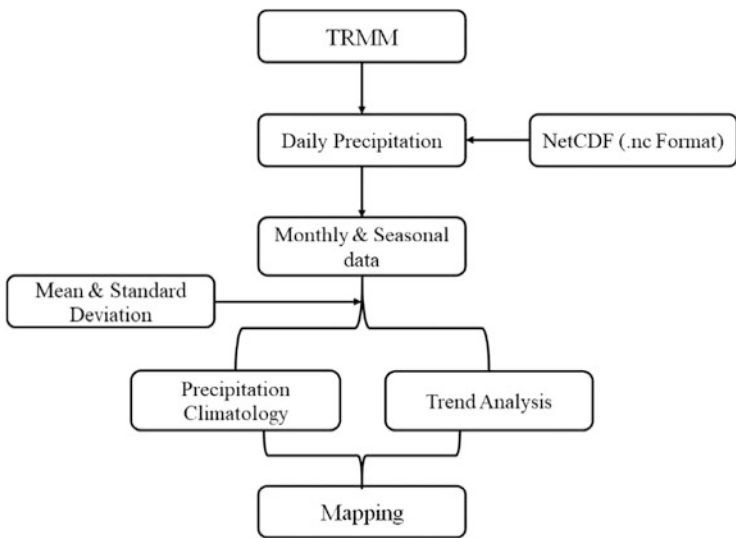 TRMM
Daily Precipitation
NetCDF (.nc Format)
Monthly & Seasonal
data
Mean & Standard
Deviation
Precipitation
Climatology
Trend Analysis
Mapping